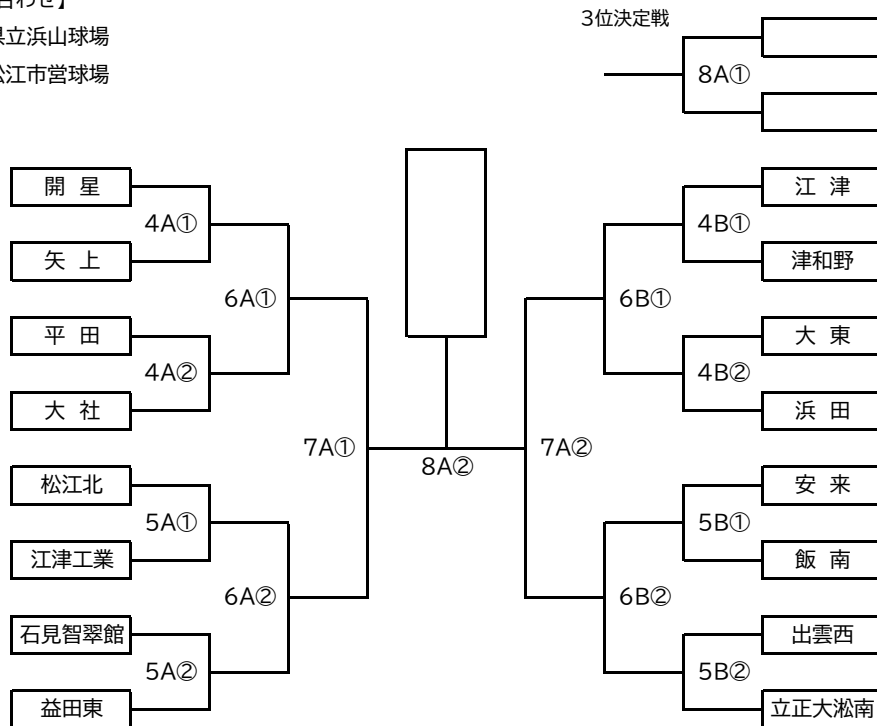 合わせ】
県立浜山球場
松江市営球場
3位決定戦
8A①
開 星
4A①
矢 上
6A①
平 田
4A②
大 社
7A①
松江北
5A①
江津工業
6A②
石見智翠館
5A②
益田東
8A②
江 津
4B①
津和野
6B①
大 東
4B②
浜 田
7A②
安 来
5B①
飯 南
6B②
出雲西
5B②
立正大淞南